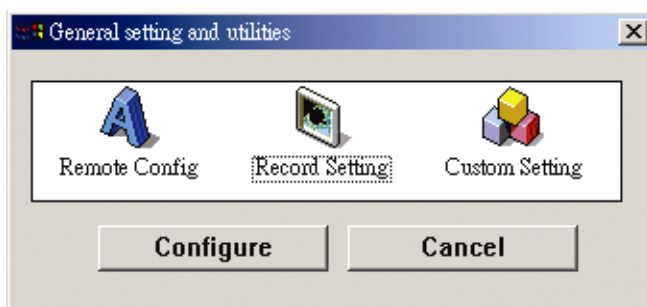 General setting and utilities
Remote Config Record Setting Custom Setting
Configure Cancel